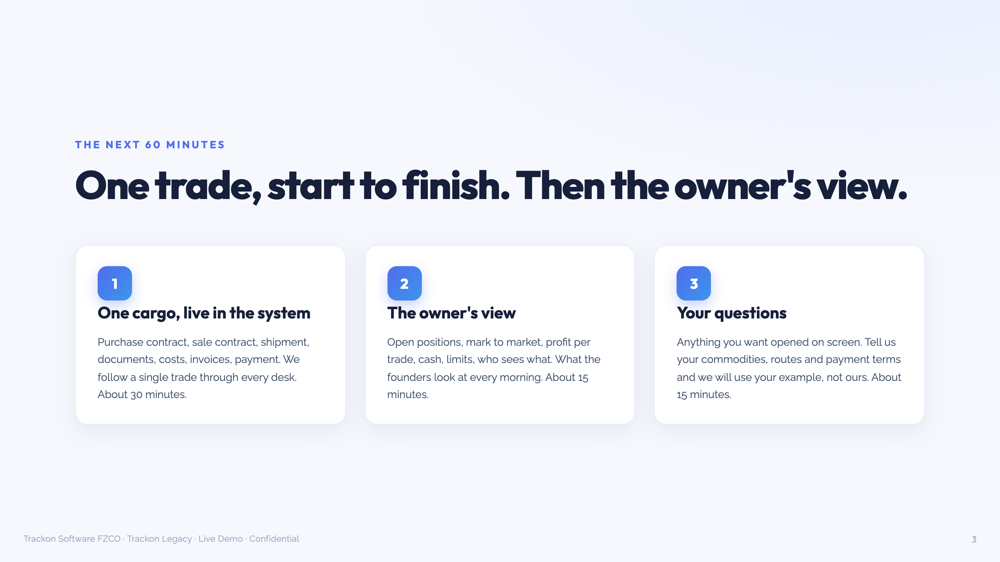 THE NEXT 60 MINUTES
One trade, start to finish. Then the owner's view.
1
One cargo, live in the system
Purchase contract, sale contract, shipment,
documents, costs, invoices, payment. We
follow a single trade through every desk.
About 30 minutes.
2
The owner's view
Open positions, mark to market, profit per
trade, cash, limits, who sees what. What the
founders look at every morning. About 15
minutes.
3
Your questions
Anything you want opened on screen. Tell us
your commodities, routes and payment terms
and we will use your example, not ours. About
15 minutes.
Trackon Software FZCO · Trackon Legacy · Live Demo · Confidential
3